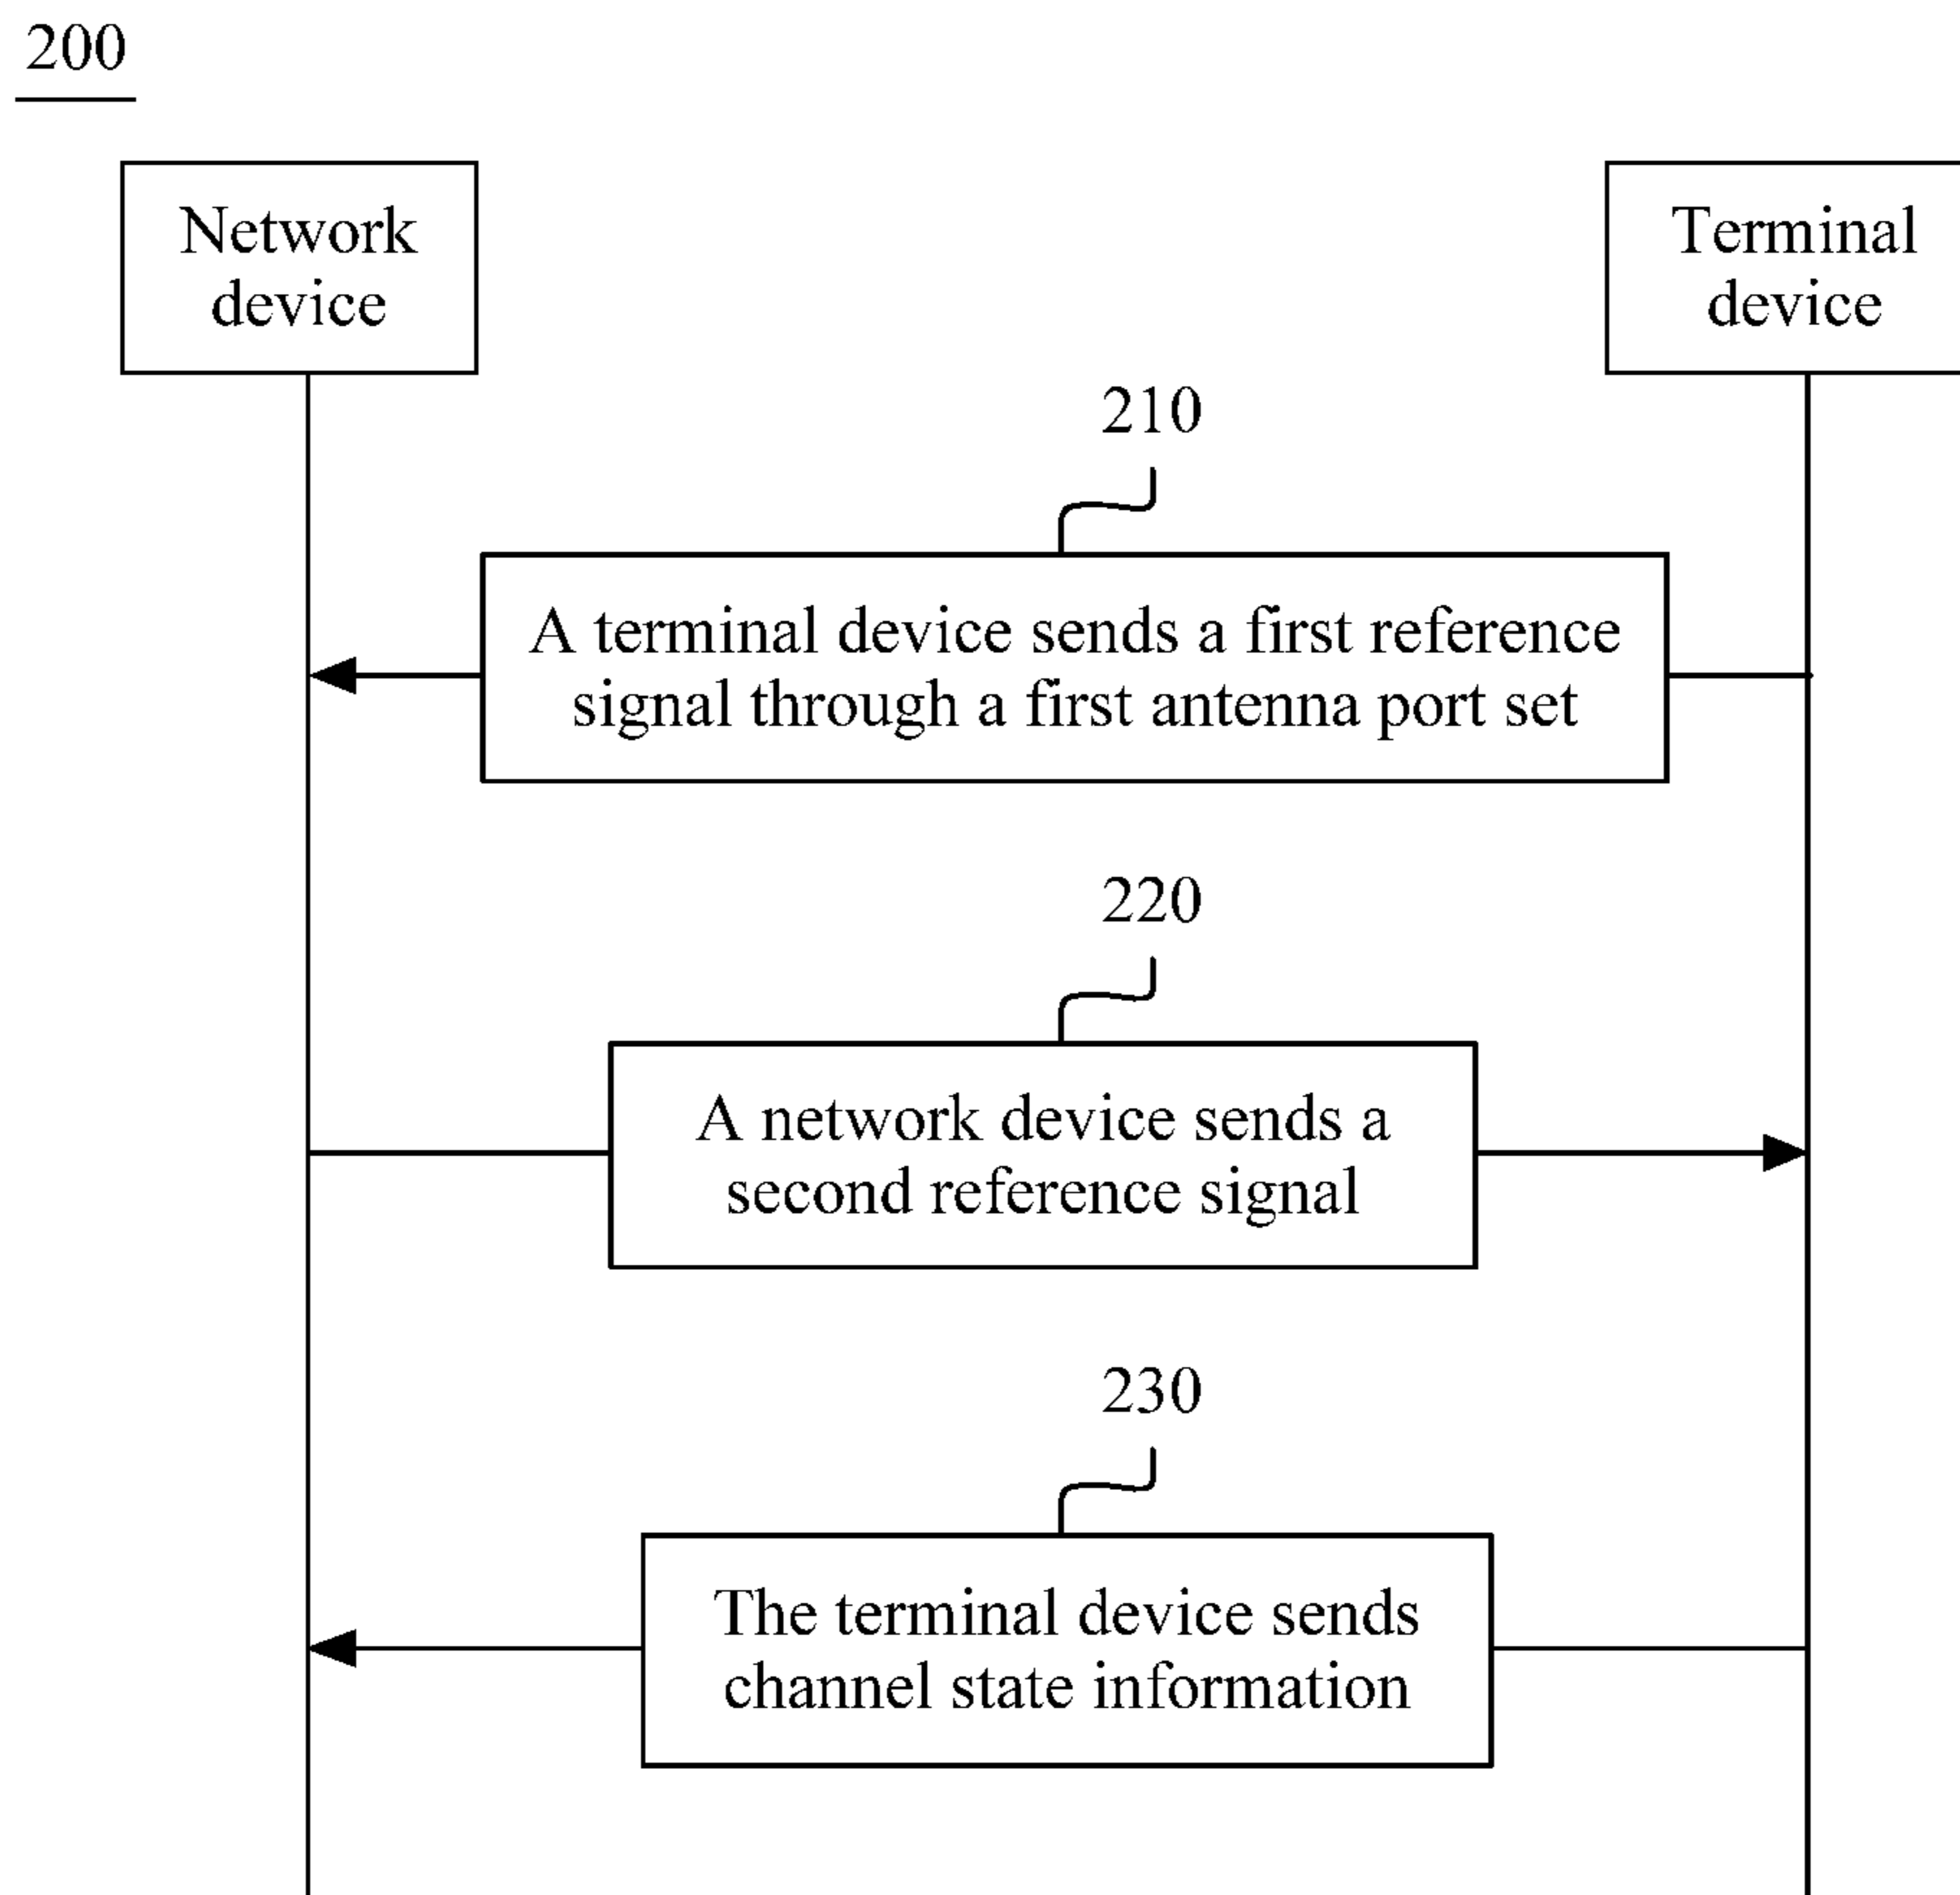 200
Network
device
Terminal
device
210
A terminal device sends a first reference
signal through a first antenna port set
220
A network device sends a
second reference signal
230
The terminal device sends
channel state information